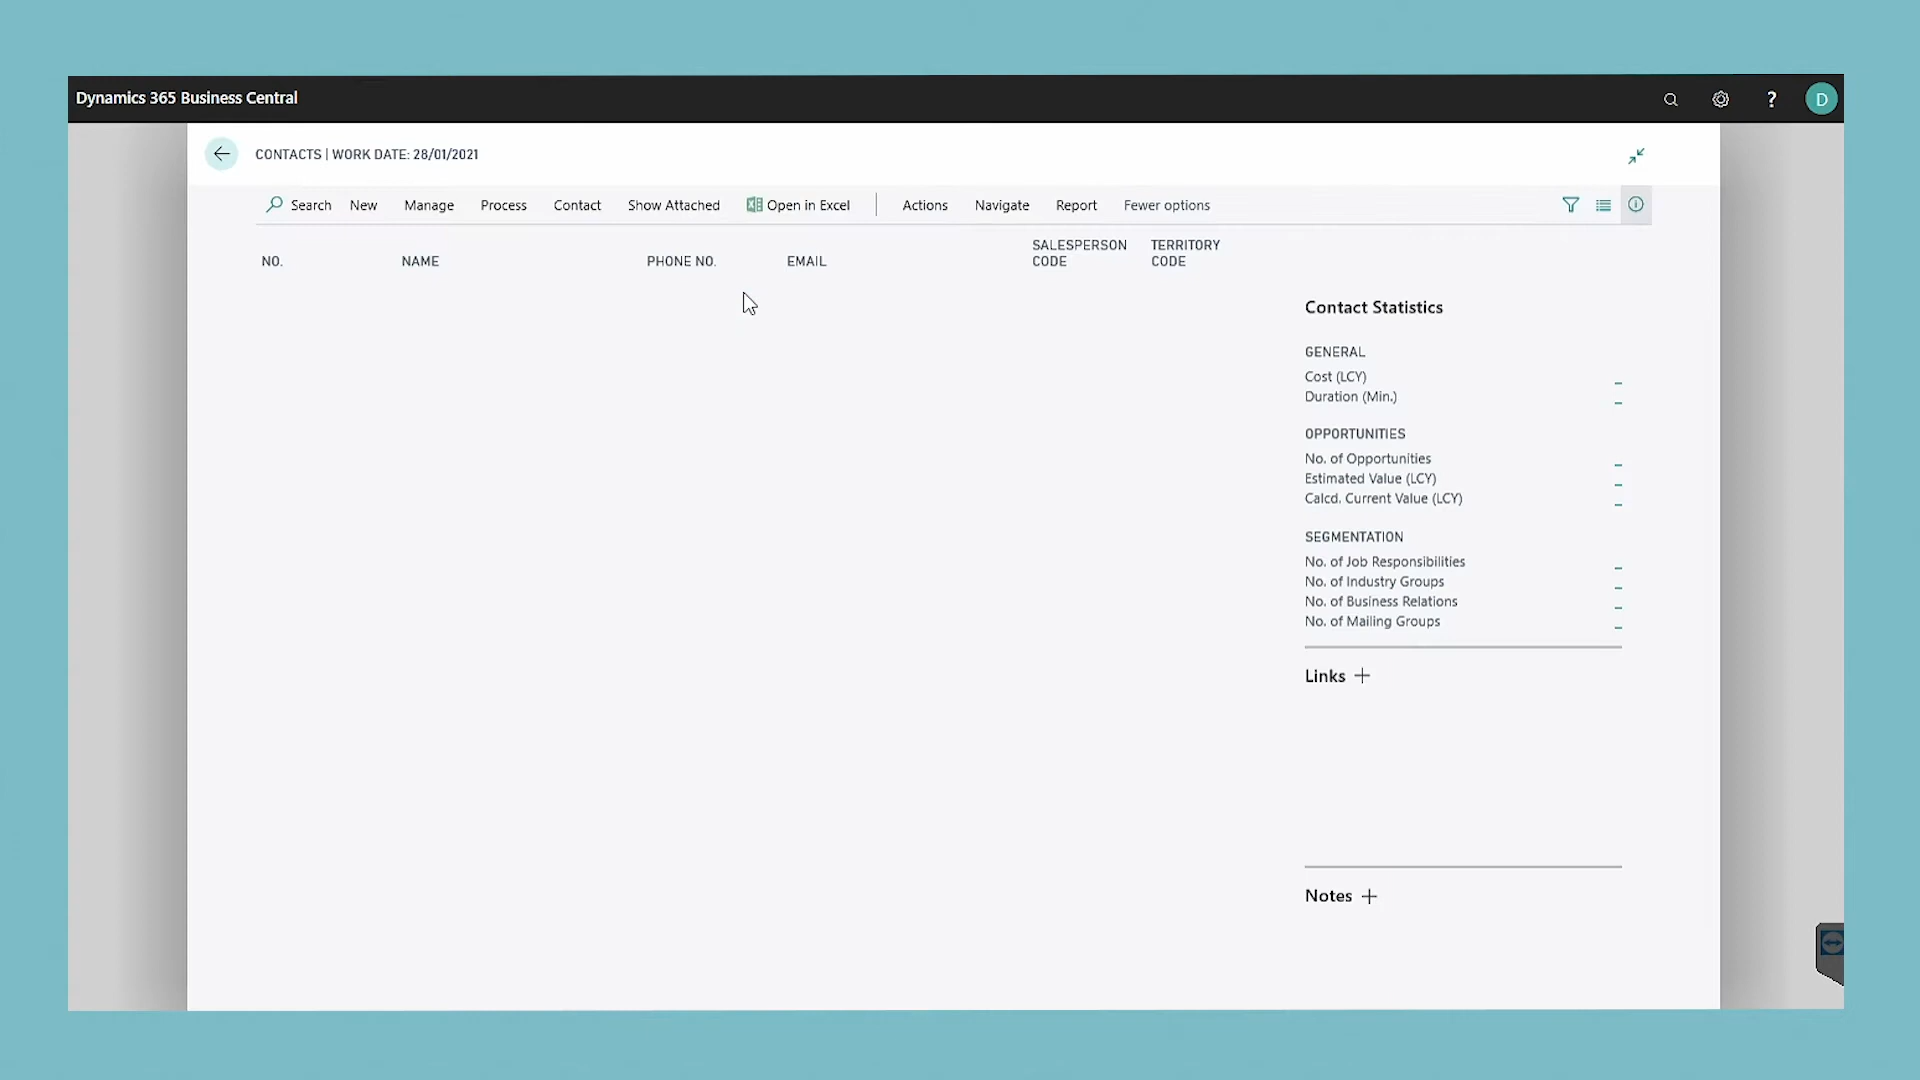 Dynamics 365 Business Central
?
D
CONTACTS | WORK DATE: 28/01/2021
Search New Manage Process Contact Show Attached Open in Excel Actions Navigate Report Fewer options
NO. NAME PHONE NO. EMAIL SALESPERSON CODE TERRITORY CODE
Contact Statistics
GENERAL
Cost (LCY) _
Duration (Min.) _
OPPORTUNITIES
No. of Opportunities _
Estimated Value (LCY) _
Calcd. Current Value (LCY) _
SEGMENTATION
No. of Job Responsibilities _
No. of Industry Groups _
No. of Business Relations _
No. of Mailing Groups _
Links +
Notes +